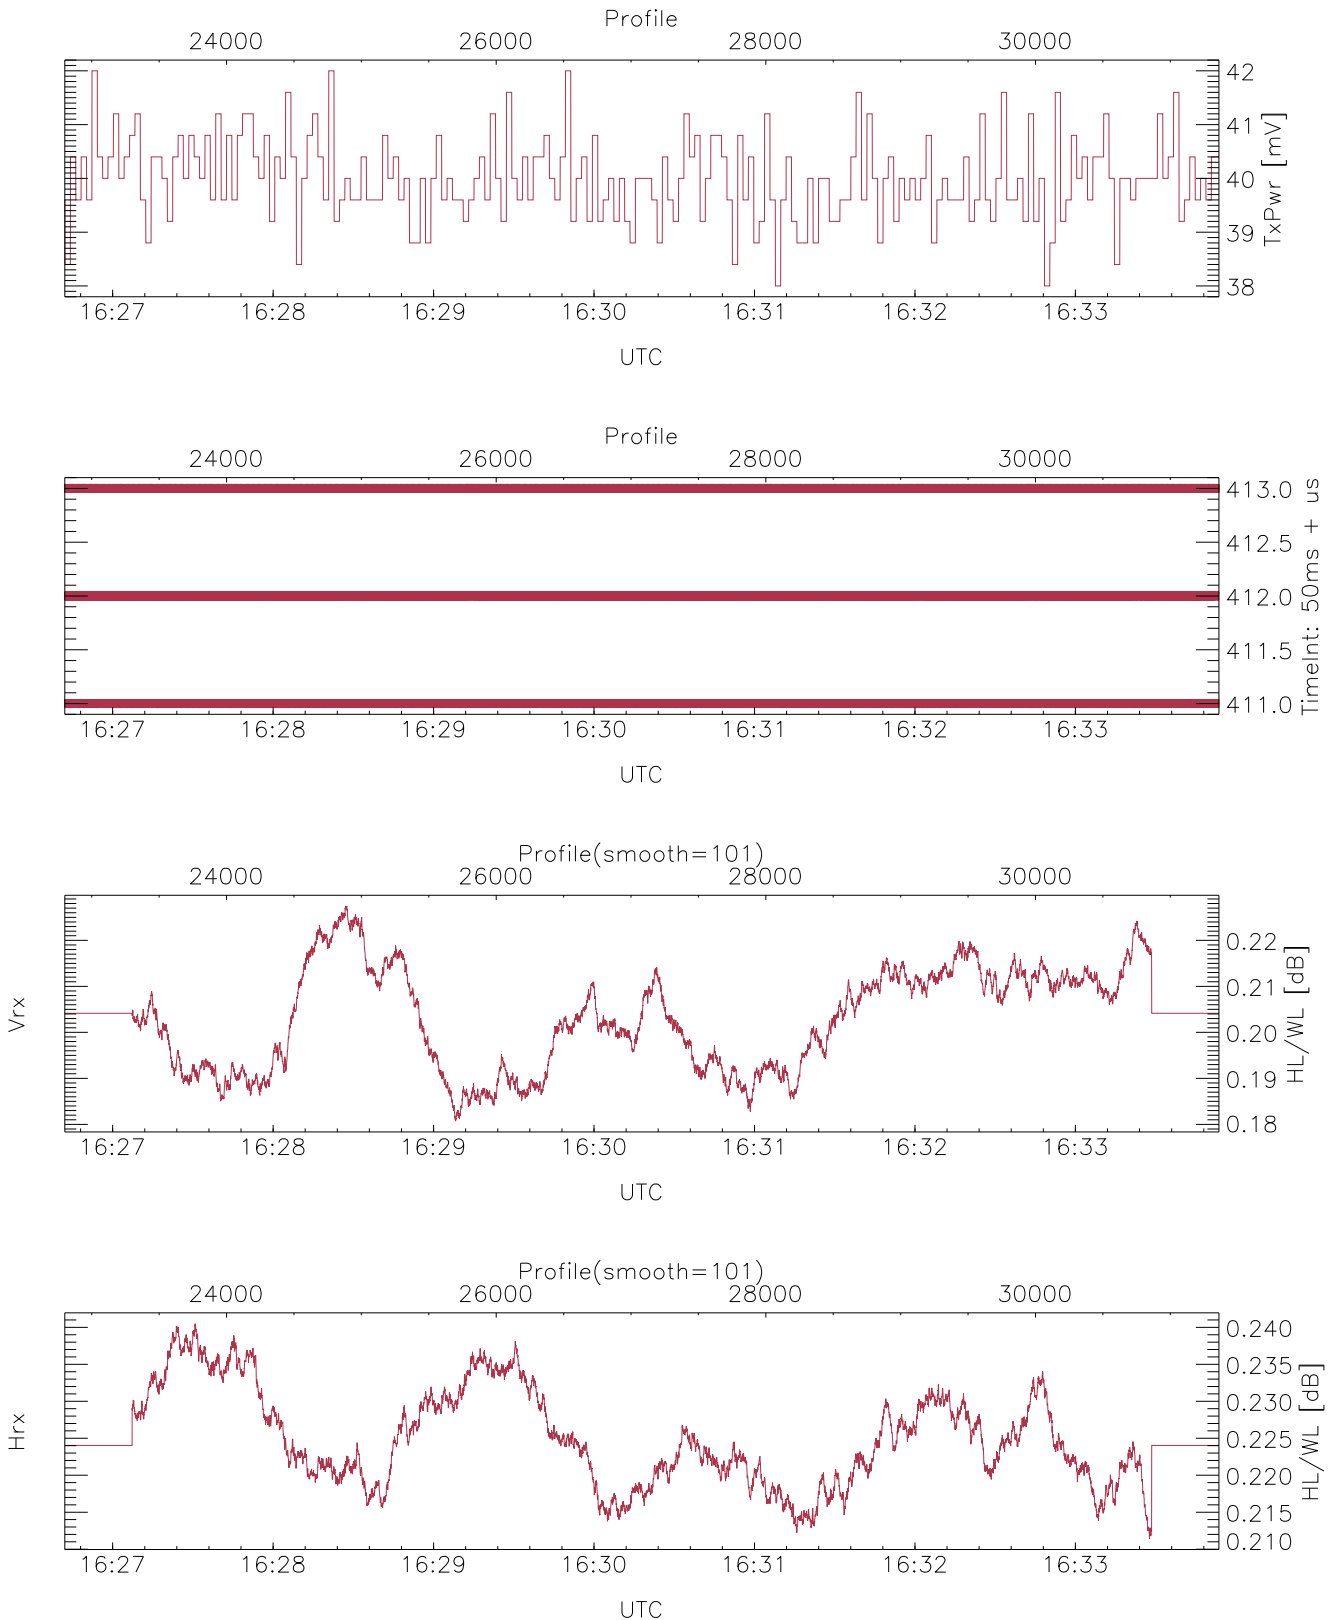 Profile
24000 26000 28000 30000
42
41
40
39
38
TxPwr [mV]
16:27 16:28 16:29 16:30 16:31 16:32 16:33
UTC
Profile
24000 26000 28000 30000
413.0
412.5
412.0
411.5
411.0
TimeInt: 50ms + us
16:27 16:28 16:29 16:30 16:31 16:32 16:33
UTC
Profile(smooth=101)
24000 26000 28000 30000
Vrx
0.22
0.21
0.20
0.19
0.18
HL/WL [dB]
16:27 16:28 16:29 16:30 16:31 16:32 16:33
UTC
Profile(smooth=101)
24000 26000 28000 30000
Hrx
0.240
0.235
0.230
0.225
0.220
0.215
0.210
HL/WL [dB]
16:27 16:28 16:29 16:30 16:31 16:32 16:33
UTC